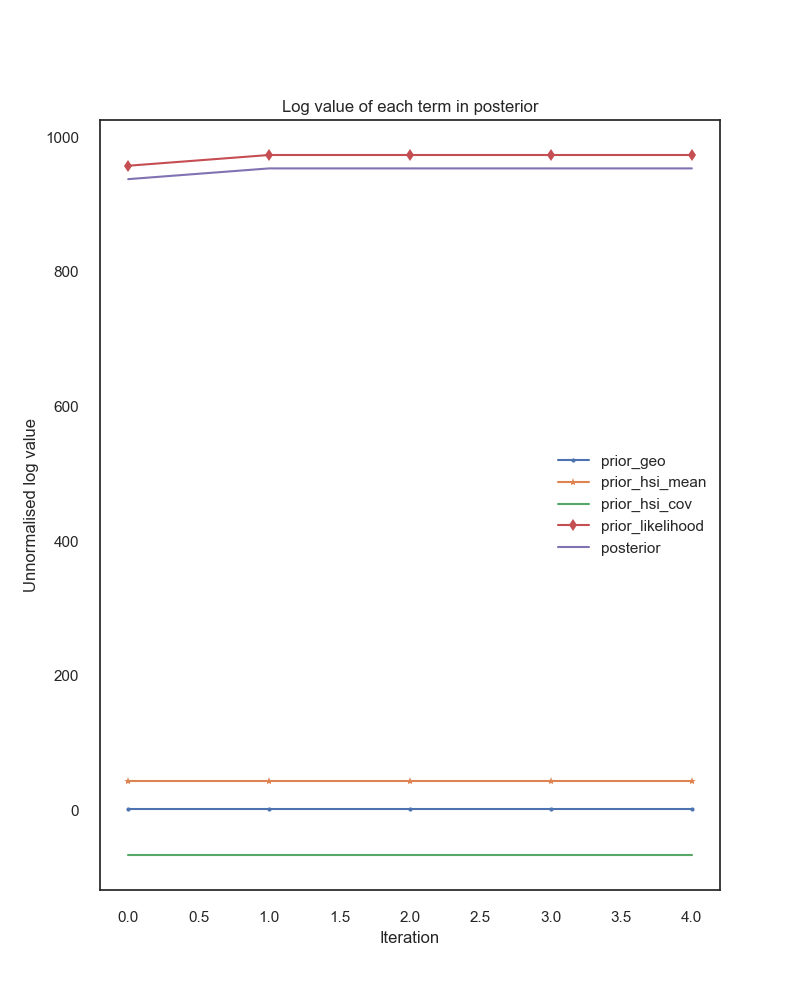 Log value of each term in posterior
1000
800
600
400
200
0
Unnormalised log value
prior_geo
prior_hsi_mean
prior_hsi_cov
prior_likelihood
posterior
0.0 0.5 1.0 1.5 2.0 2.5 3.0 3.5 4.0
Iteration